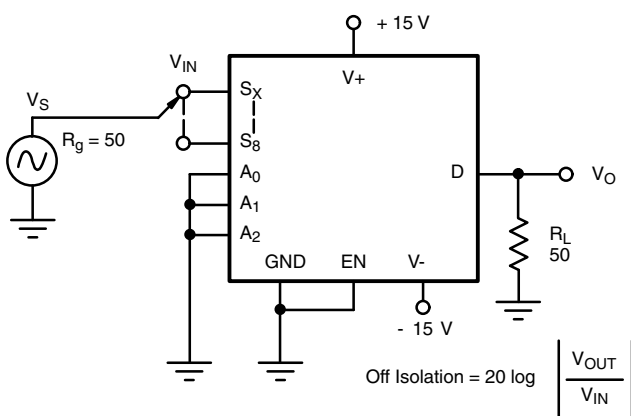 + 15 V
V+
V_IN
V_S
R_g = 50
S_X
S_8
A_0
A_1
A_2
D
V_O
R_L
50
GND EN V-
- 15 V
Off Isolation = 20 log
V_OUT
V_IN